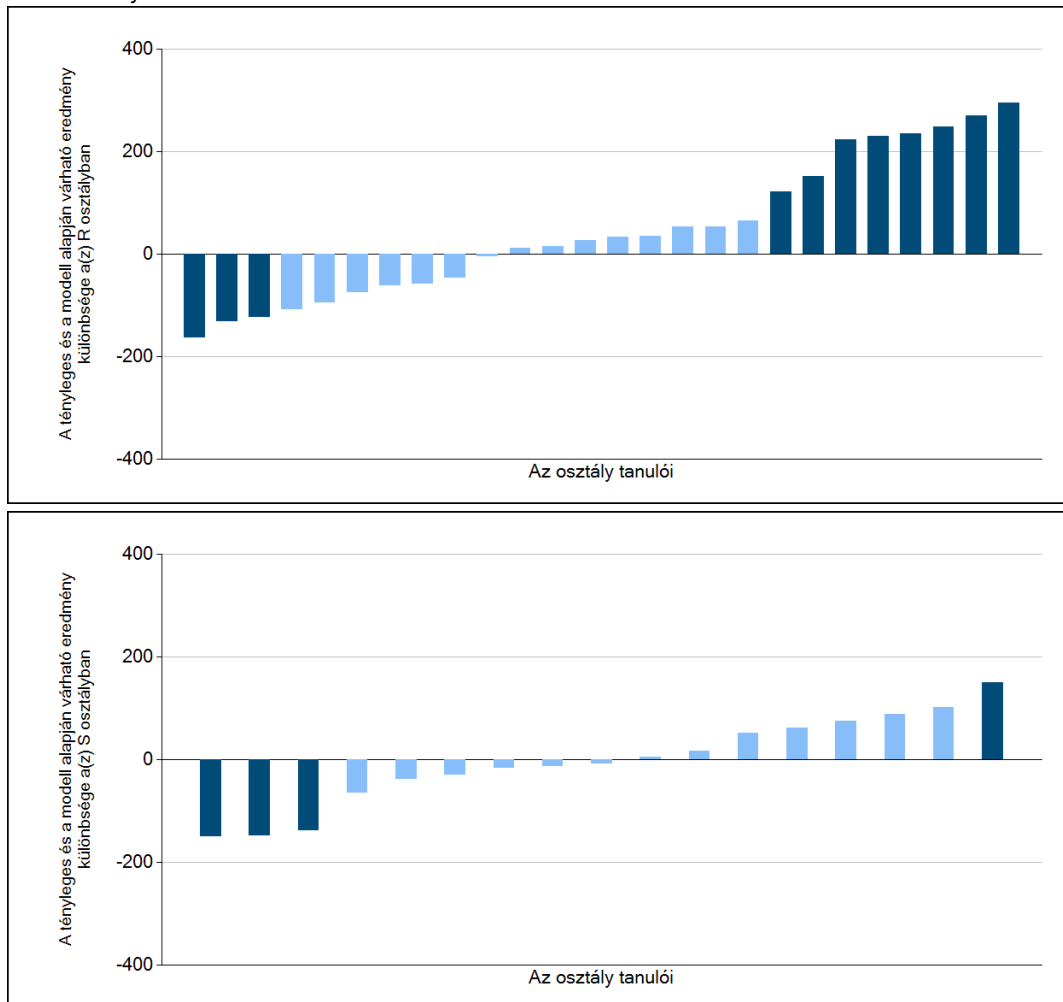 A tényleges és a modell alapján várható eredmény
különbsége a(z) R osztályban
400
200
0
-200
-400
Az osztály tanulói
A tényleges és a modell alapján várható eredmény
különbsége a(z) S osztályban
400
200
0
-200
-400
Az osztály tanulói